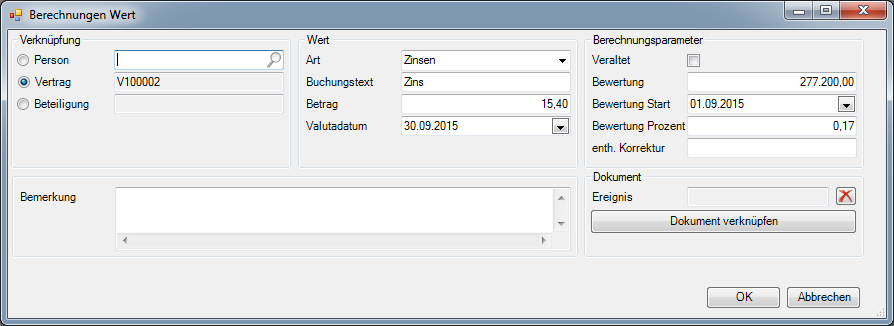 Berechnungen Wert
Verknüpfung
Person
Vertrag V100002
Beteiligung
Wert
Art Zinsen
Buchungstext Zins
Betrag 15,40
Valutadatum 30.09.2015
Berechnungsparameter
Veraltet
Bewertung 277.200,00
Bewertung Start 01.09.2015
Bewertung Prozent 0,17
enth. Korrektur
Bemerkung
Dokument
Ereignis
Dokument verknüpfen
OK Abbrechen